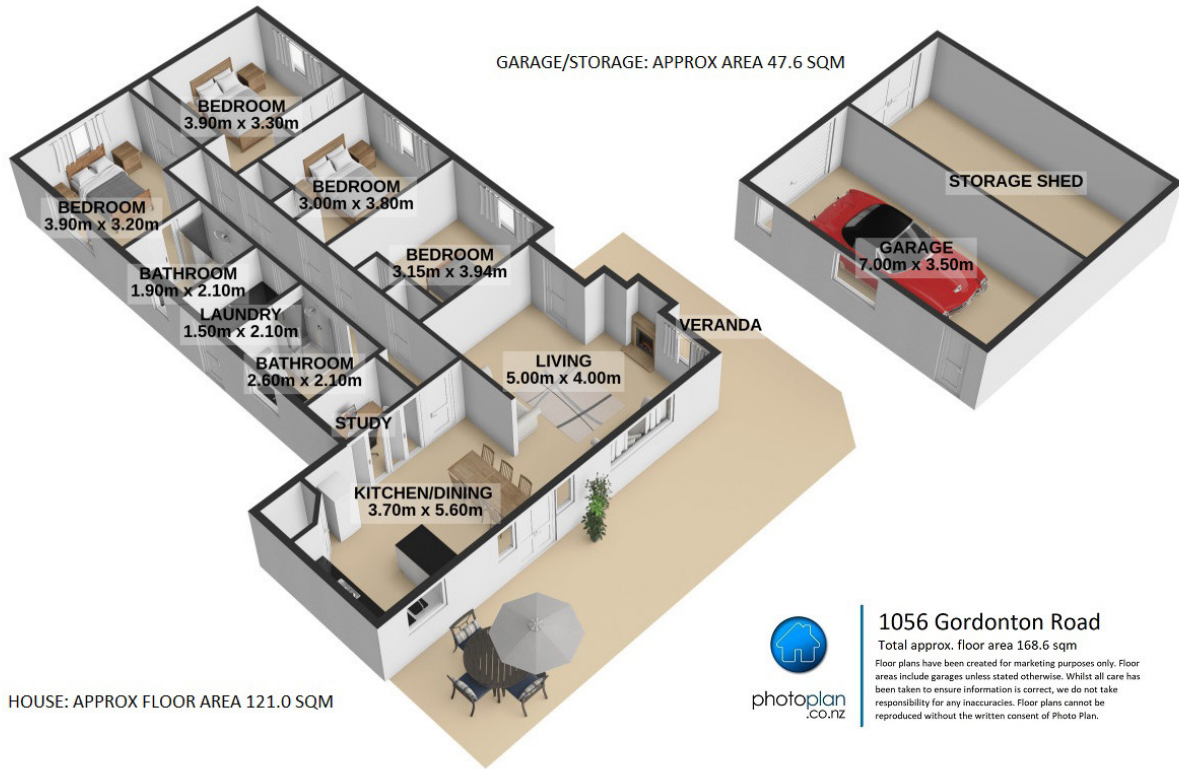 GARAGE/STORAGE: APPROX AREA 47.6 SQM
BEDROOM
3.90m x 3.30m
BEDROOM
3.00m x 3.80m
BEDROOM
3.90m x 3.20m
BEDROOM
3.15m x 3.94m
BATHROOM
1.90m x 2.10m
LAUNDRY
1.50m x 2.10m
BATHROOM
2.60m x 2.10m
STUDY
LIVING
5.00m x 4.00m
VERANDA
KITCHEN/DINING
3.70m x 5.60m
STORAGE SHED
GARAGE
7.00m x 3.50m
HOUSE: APPROX FLOOR AREA 121.0 SQM
photoplan
.co.nz
1056 Gordonton Road
Total approx. floor area 168.6 sqm
Floor plans have been created for marketing purposes only. Floor
areas include garages unless stated otherwise. Whilst all care has
been taken to ensure information is correct, we do not take
responsibility for any inaccuracies. Floor plans cannot be
reproduced without the written consent of Photo Plan.